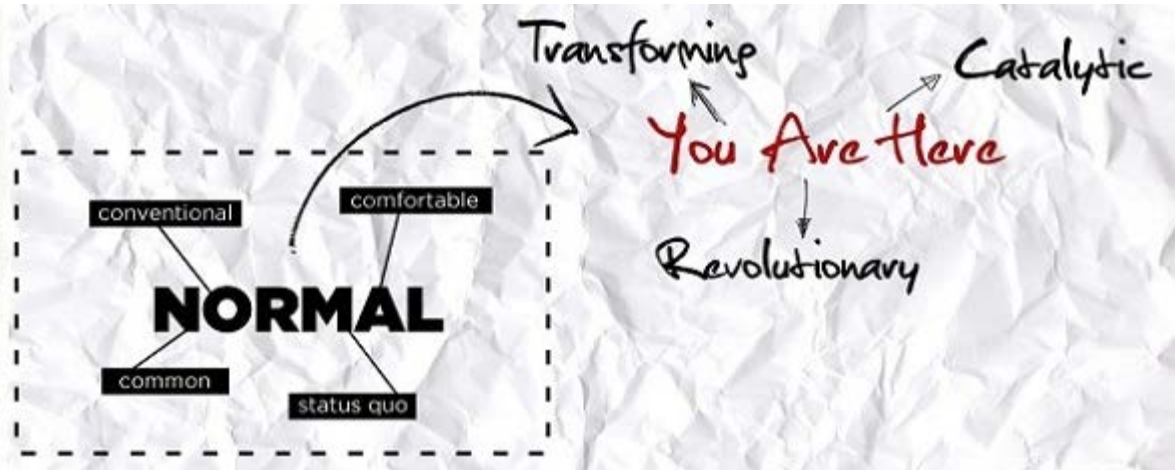 Transforming
Catalytic
You Are Here
Revolutionary
conventional
comfortable
NORMAL
common
status quo